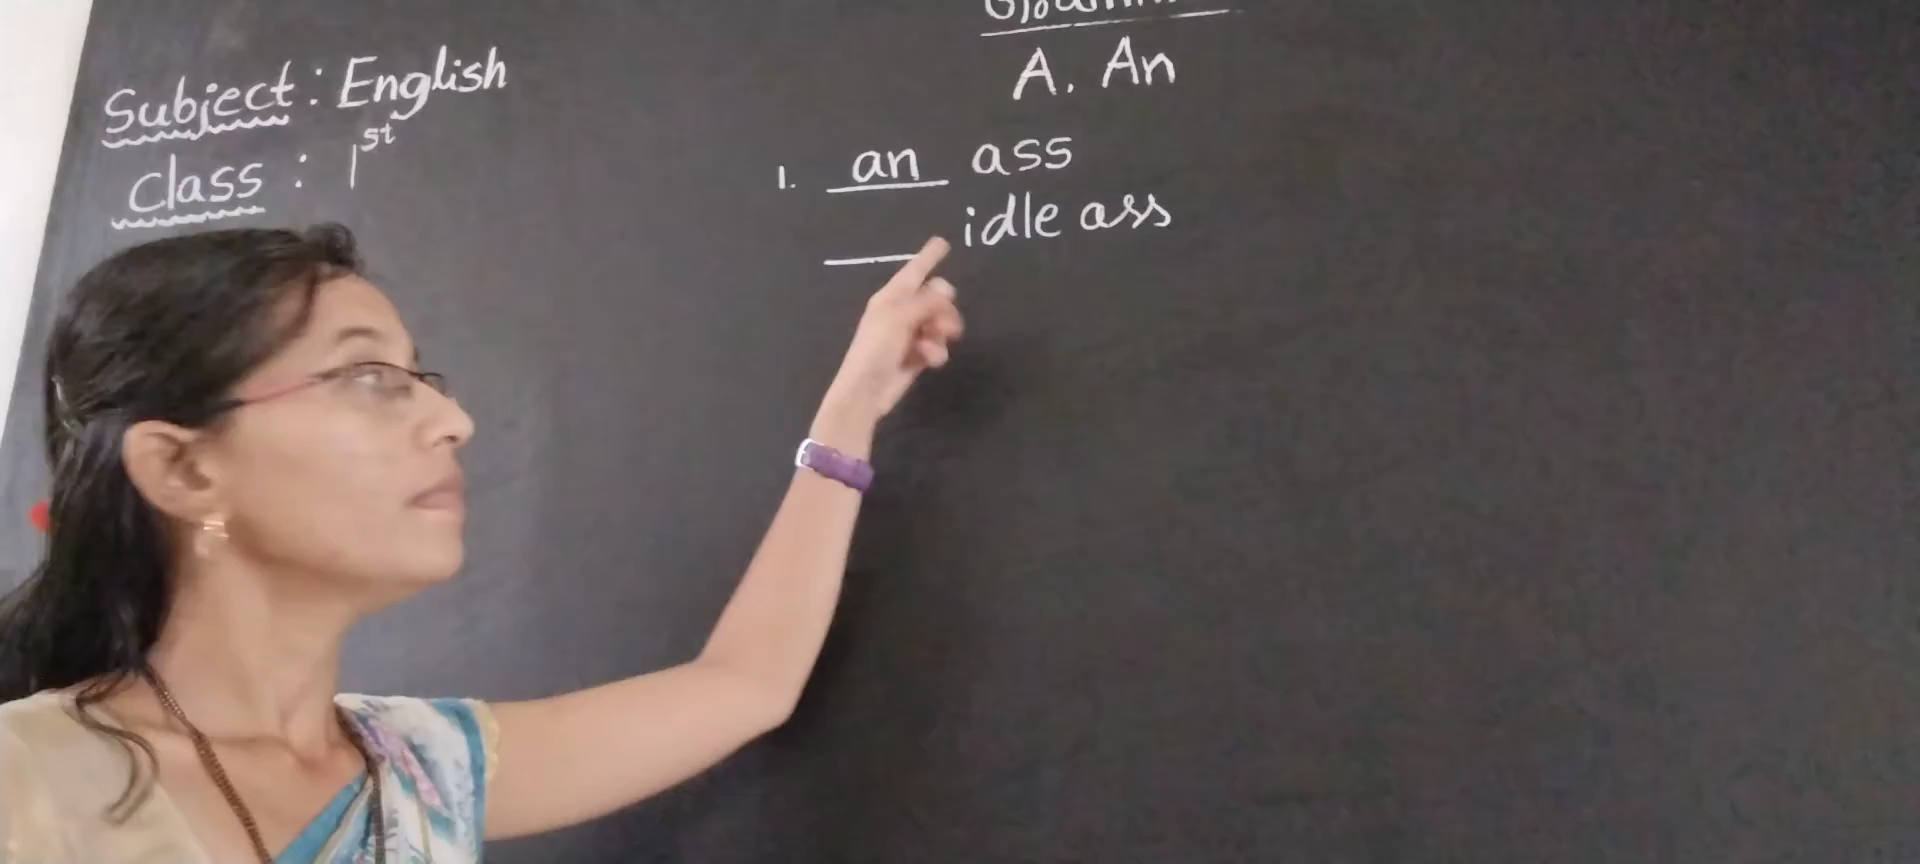 Subject: English
Class: 1st
A. An
1. an ass
___ idle ass